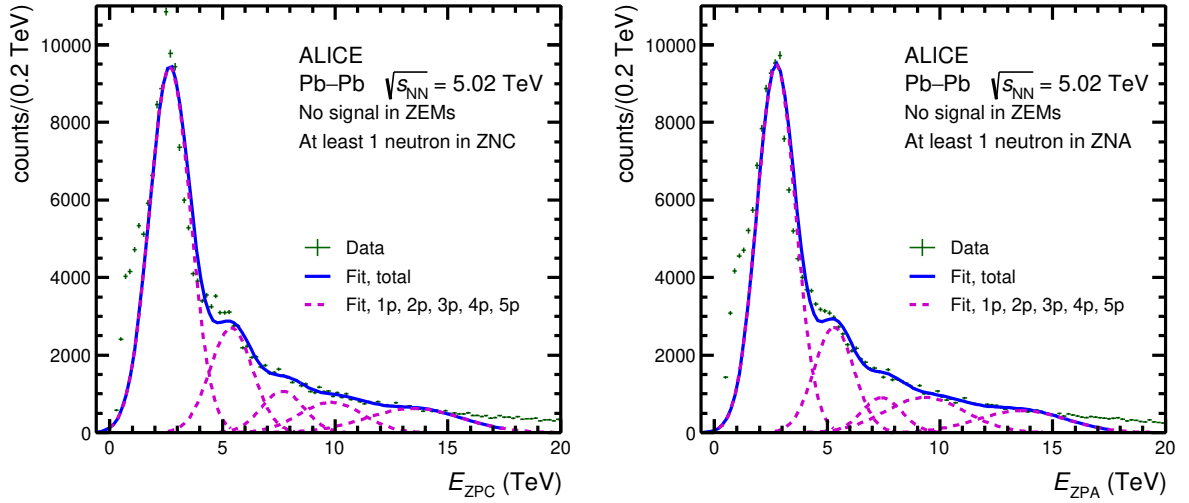 counts/(0.2 TeV)
10000
8000
6000
4000
2000
0
ALICE
Pb–Pb √sNN = 5.02 TeV
No signal in ZEMs
At least 1 neutron in ZNC
Data
Fit, total
Fit, 1p, 2p, 3p, 4p, 5p
0 5 10 15 20
EZPC (TeV)
counts/(0.2 TeV)
10000
8000
6000
4000
2000
0
ALICE
Pb–Pb √sNN = 5.02 TeV
No signal in ZEMs
At least 1 neutron in ZNA
Data
Fit, total
Fit, 1p, 2p, 3p, 4p, 5p
0 5 10 15 20
EZPA (TeV)